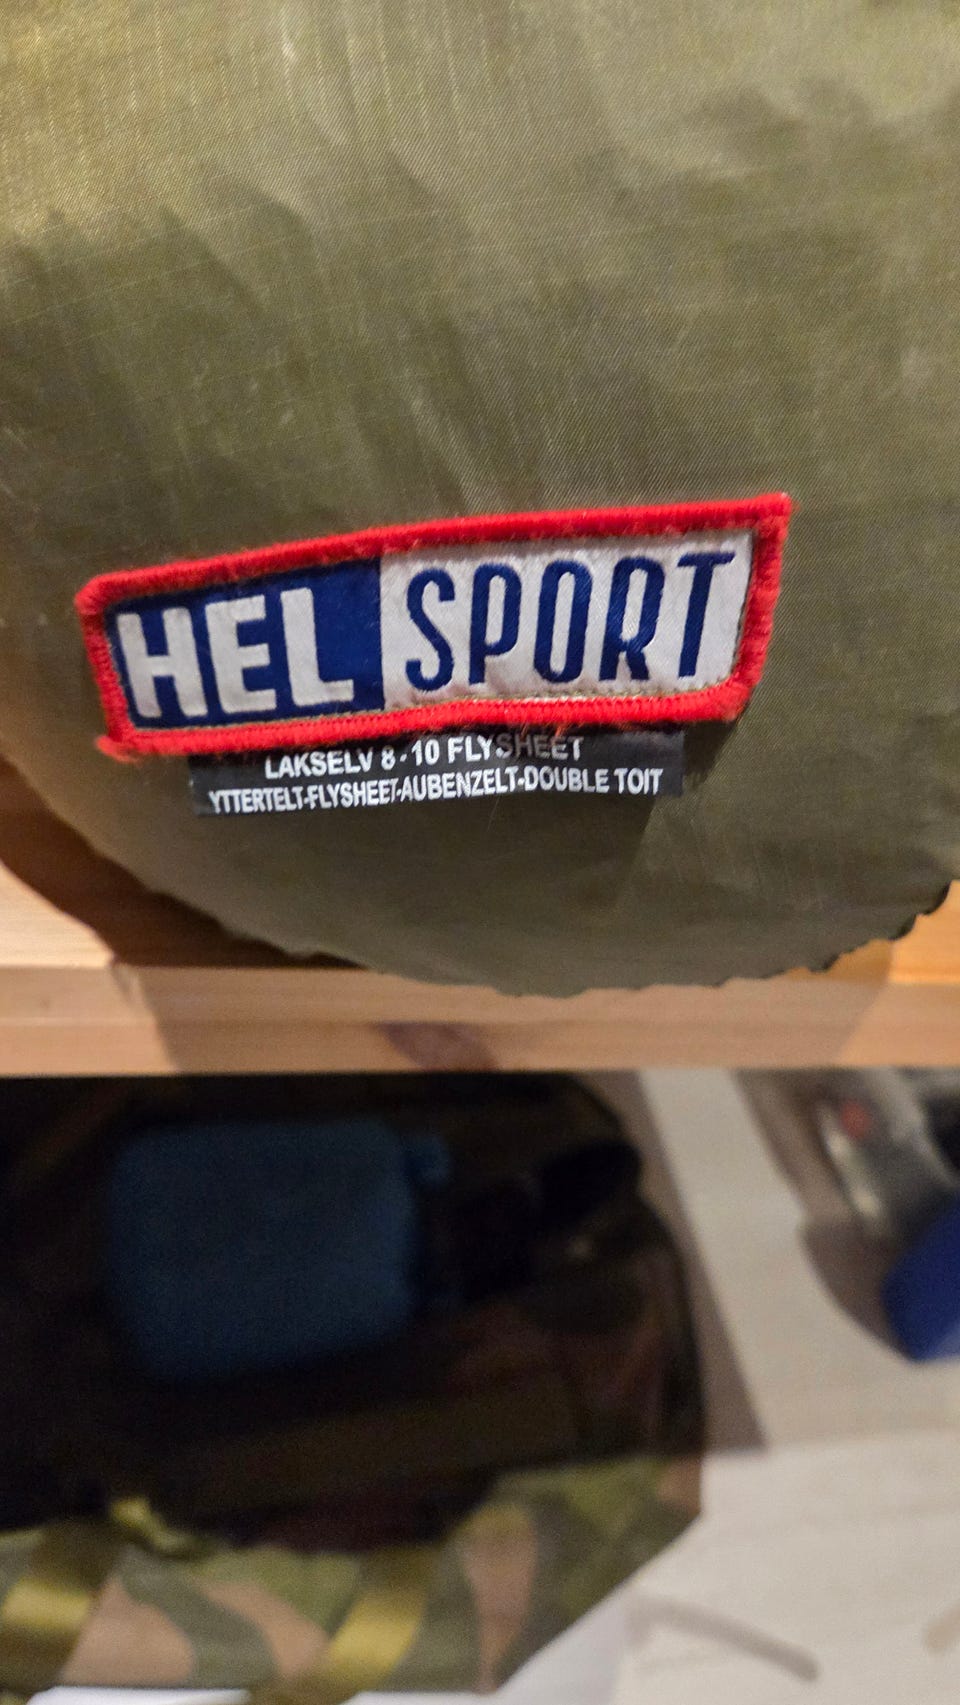 HEL SPORT
LAKSELV 8-10 FLYSHEET
YTTERTELT-FLYSHEET-AUBENZELT-DOUBLE TOIT